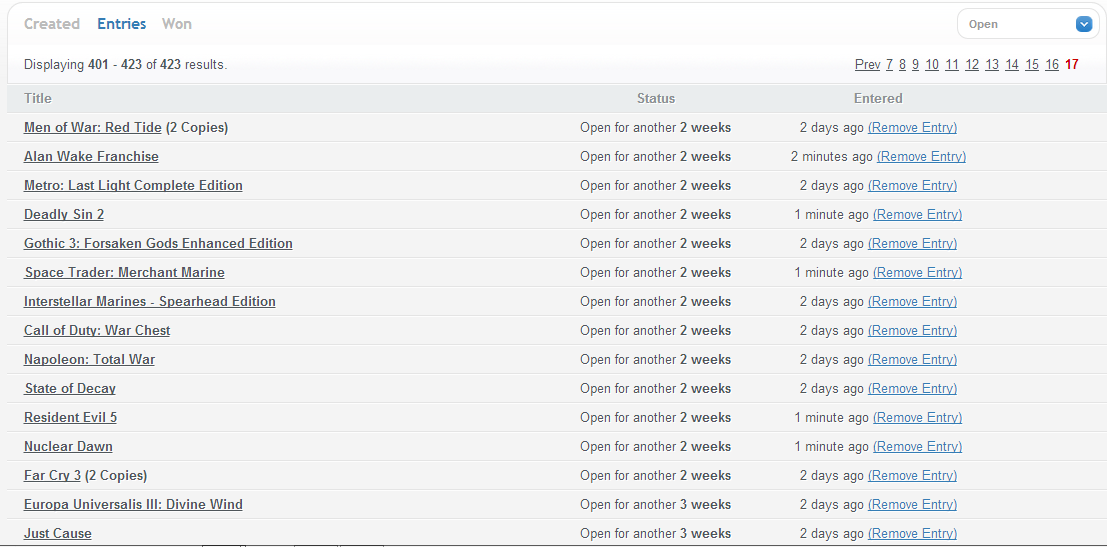 Created Entries Won Open
Displaying 401 - 423 of 423 results. Prev 7 8 9 10 11 12 13 14 15 16 17
Title Status Entered
Men of War: Red Tide (2 Copies) Open for another 2 weeks 2 days ago (Remove Entry)
Alan Wake Franchise Open for another 2 weeks 2 minutes ago (Remove Entry)
Metro: Last Light Complete Edition Open for another 2 weeks 2 days ago (Remove Entry)
Deadly Sin 2 Open for another 2 weeks 1 minute ago (Remove Entry)
Gothic 3: Forsaken Gods Enhanced Edition Open for another 2 weeks 2 days ago (Remove Entry)
Space Trader: Merchant Marine Open for another 2 weeks 1 minute ago (Remove Entry)
Interstellar Marines - Spearhead Edition Open for another 2 weeks 2 days ago (Remove Entry)
Call of Duty: War Chest Open for another 2 weeks 2 days ago (Remove Entry)
Napoleon: Total War Open for another 2 weeks 2 days ago (Remove Entry)
State of Decay Open for another 2 weeks 2 days ago (Remove Entry)
Resident Evil 5 Open for another 2 weeks 1 minute ago (Remove Entry)
Nuclear Dawn Open for another 2 weeks 1 minute ago (Remove Entry)
Far Cry 3 (2 Copies) Open for another 2 weeks 2 days ago (Remove Entry)
Europa Universalis III: Divine Wind Open for another 3 weeks 2 days ago (Remove Entry)
Just Cause Open for another 3 weeks 2 days ago (Remove Entry)